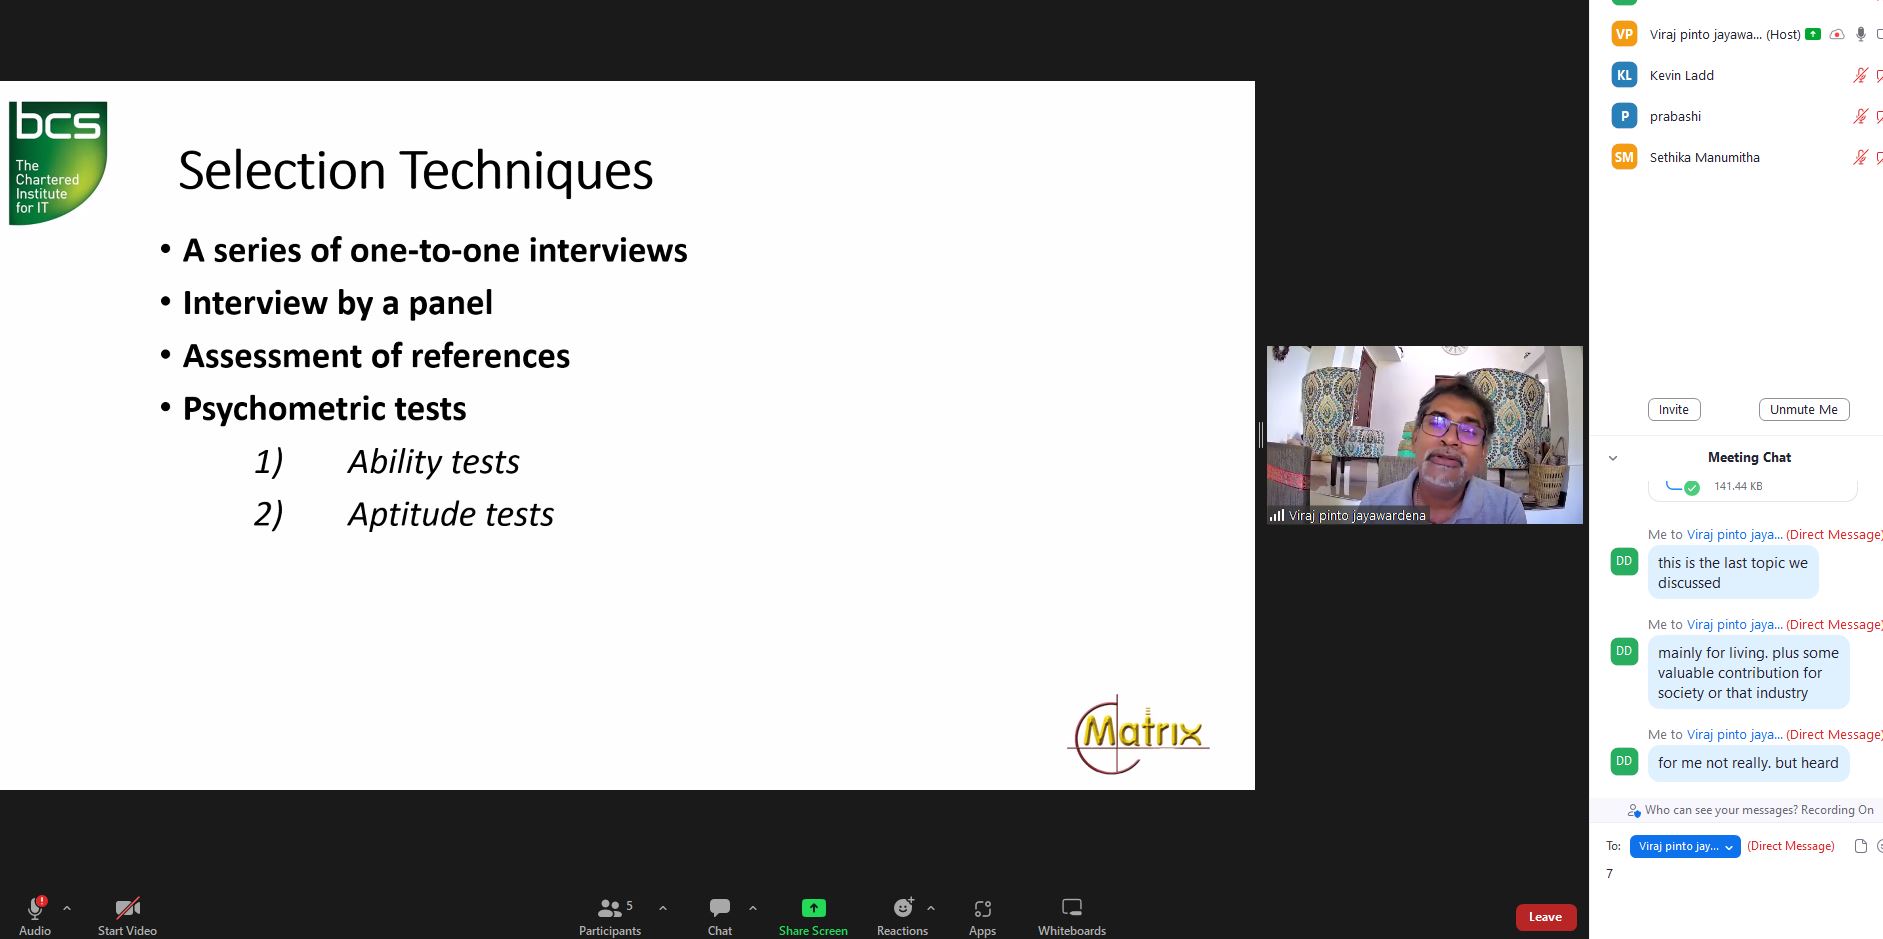 bcs
The
Chartered
Institute
for IT
Selection Techniques
• A series of one-to-one interviews
• Interview by a panel
• Assessment of references
• Psychometric tests
1) Ability tests
2) Aptitude tests
Matrix
Viraj pinto jayawardena
VP Viraj pinto jayawa... (Host)
KL Kevin Ladd
P prabashi
SM Sethika Manumitha
Invite Unmute Me
Meeting Chat
141.44 KB
Me to Viraj pinto jaya... (Direct Message)
DD this is the last topic we
discussed
Me to Viraj pinto jaya... (Direct Message)
DD mainly for living. plus some
valuable contribution for
society or that industry
Me to Viraj pinto jaya... (Direct Message)
DD for me not really. but heard
Who can see your messages? Recording On
To: Viraj pinto jay... (Direct Message)
7
Audio Start Video Participants 5 Chat Share Screen Reactions Apps Whiteboards Leave